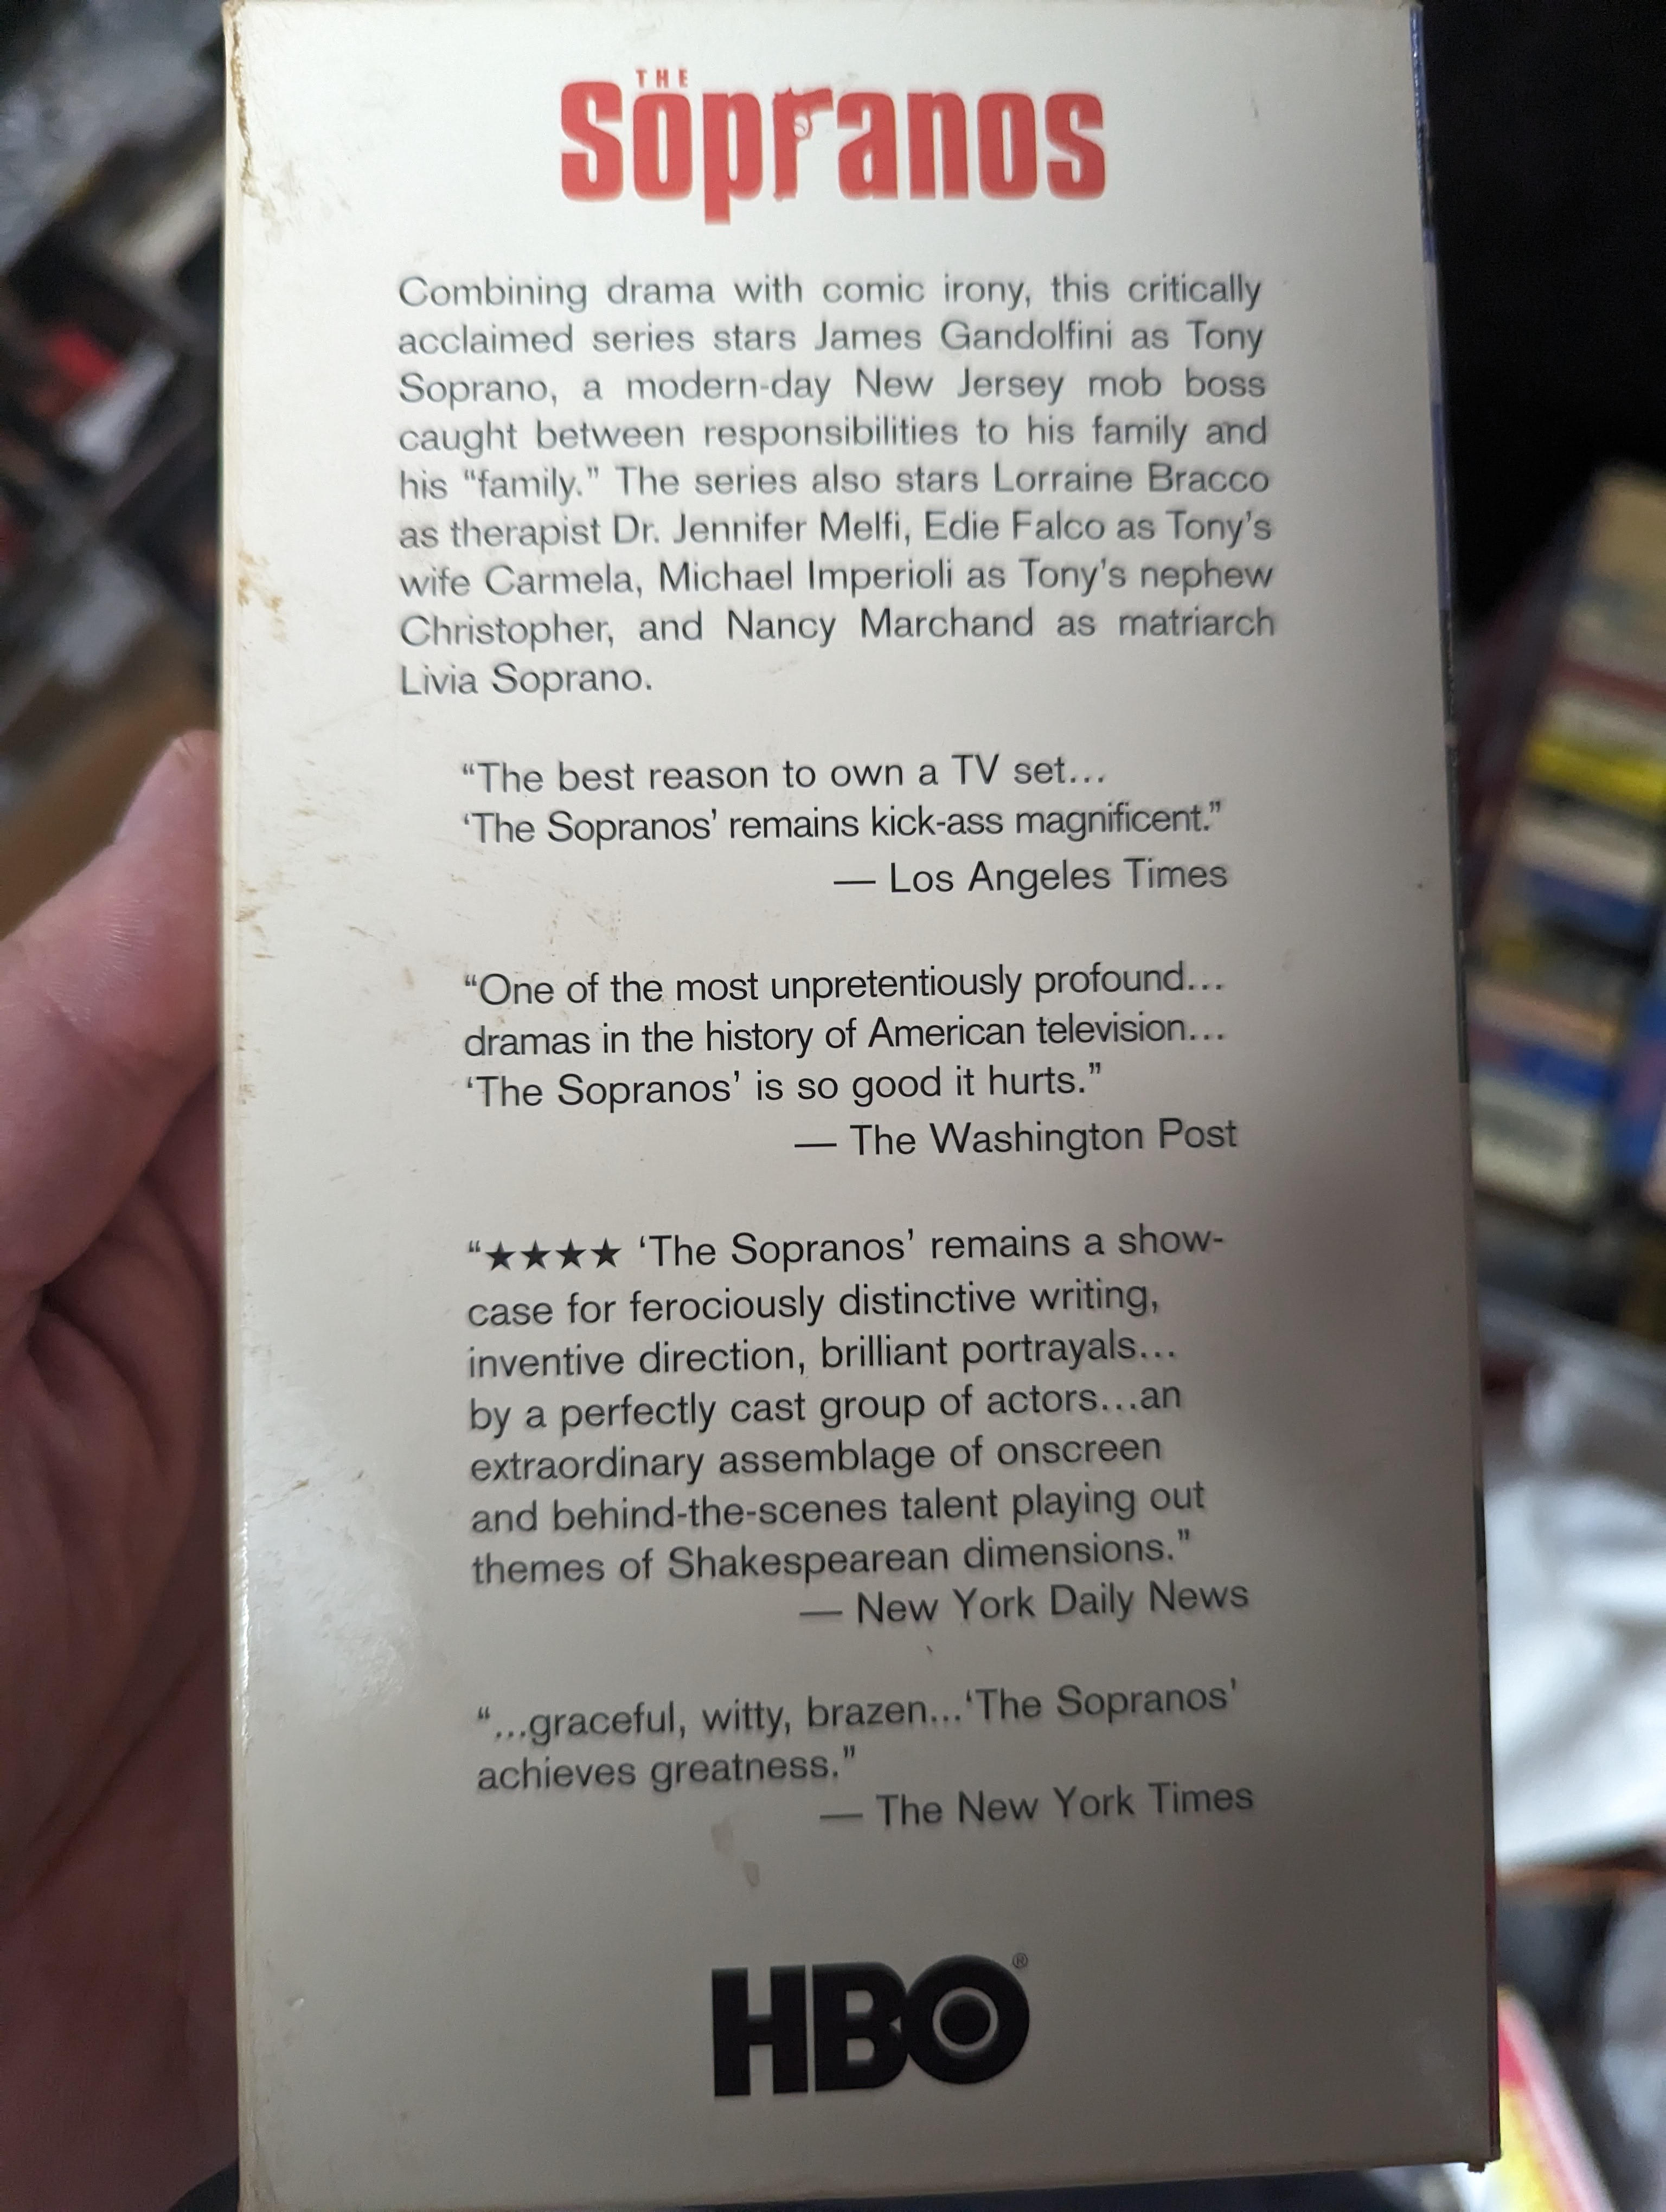 THE
Sopranos
Combining drama with comic irony, this critically
acclaimed series stars James Gandolfini as Tony
Soprano, a modern-day New Jersey mob boss
caught between responsibilities to his family and
his “family.” The series also stars Lorraine Bracco
as therapist Dr. Jennifer Melfi, Edie Falco as Tony’s
wife Carmela, Michael Imperioli as Tony’s nephew
Christopher, and Nancy Marchand as matriarch
Livia Soprano.
“The best reason to own a TV set...
‘The Sopranos’ remains kick-ass magnificent.”
— Los Angeles Times
“One of the most unpretentiously profound...
dramas in the history of American television...
‘The Sopranos’ is so good it hurts.”
— The Washington Post
“★★★★ ‘The Sopranos’ remains a show-
case for ferociously distinctive writing,
inventive direction, brilliant portrayals...
by a perfectly cast group of actors...an
extraordinary assemblage of onscreen
and behind-the-scenes talent playing out
themes of Shakespearean dimensions.”
— New York Daily News
“...graceful, witty, brazen...‘The Sopranos’
achieves greatness.”
— The New York Times
HBO®